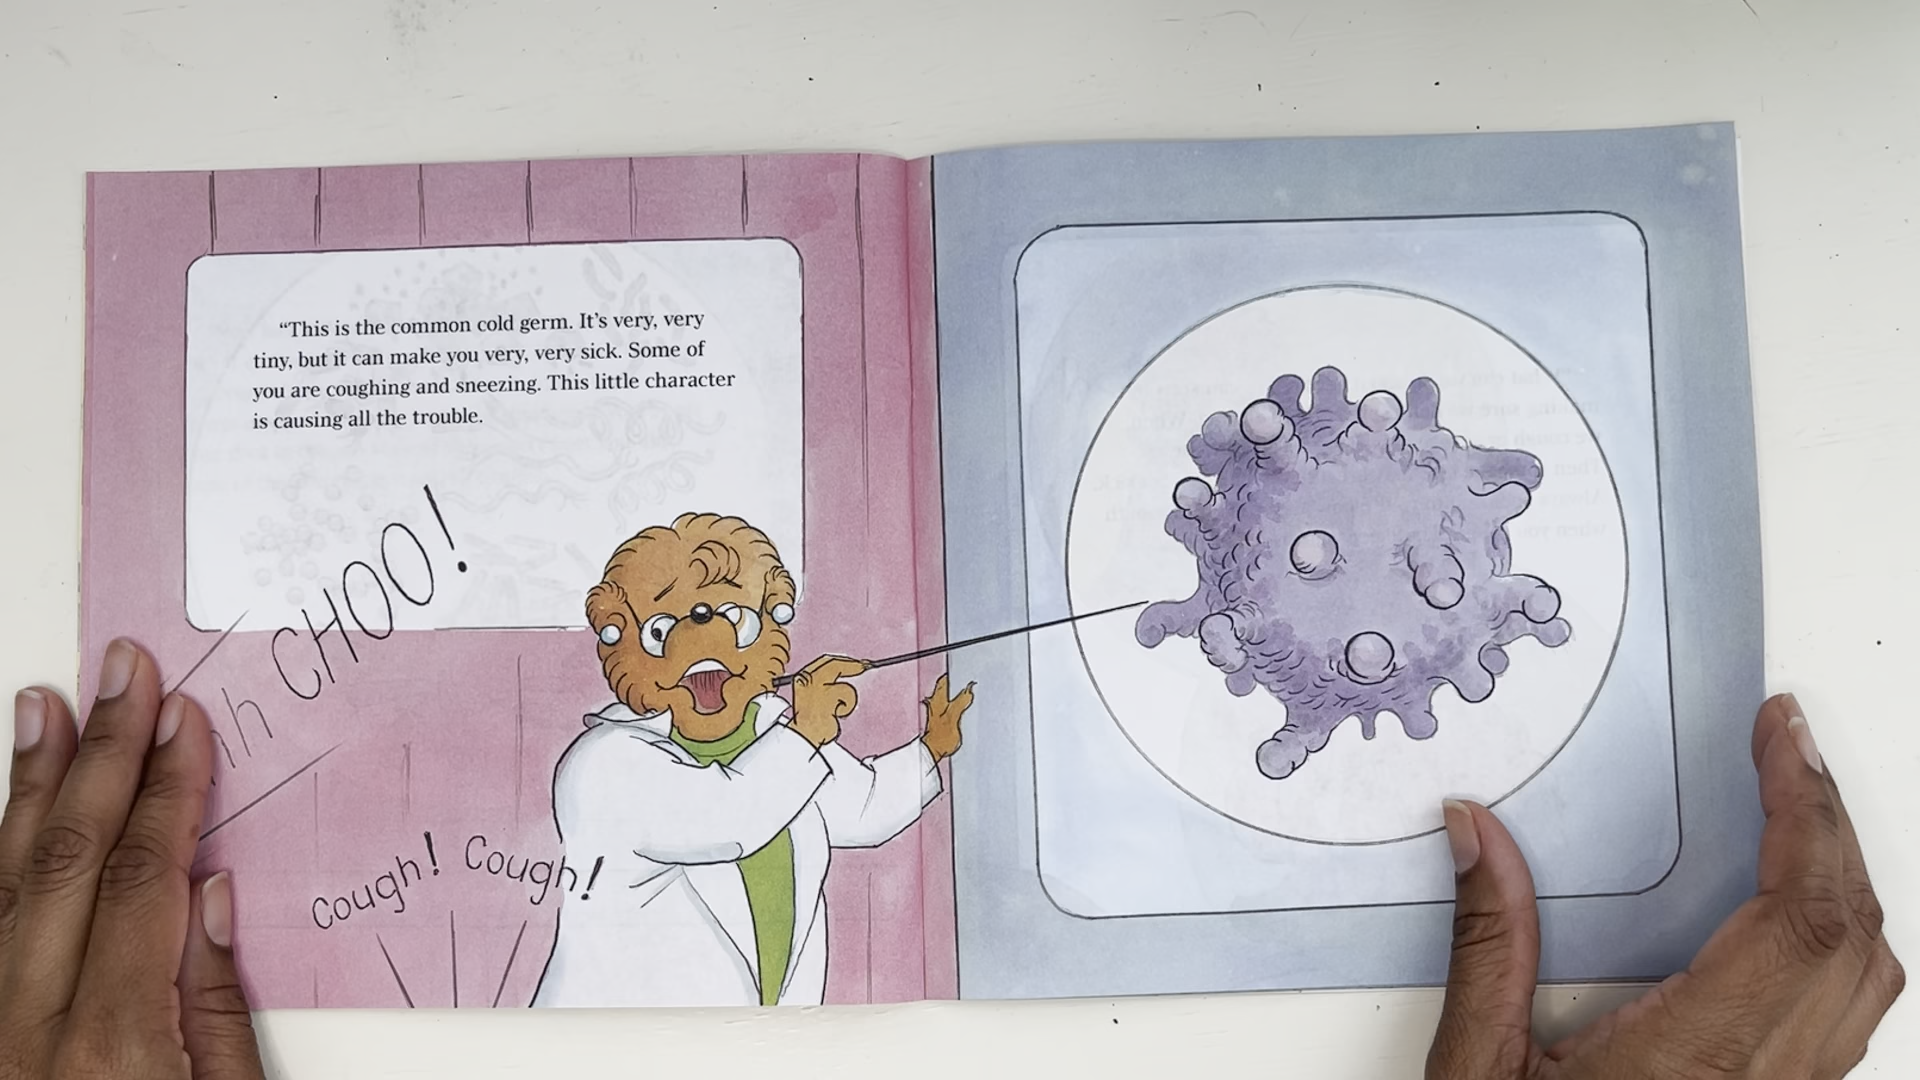 “This is the common cold germ. It’s very, very
tiny, but it can make you very, very sick. Some of
you are coughing and sneezing. This little character
is causing all the trouble.
CHOO!
Cough! Cough!